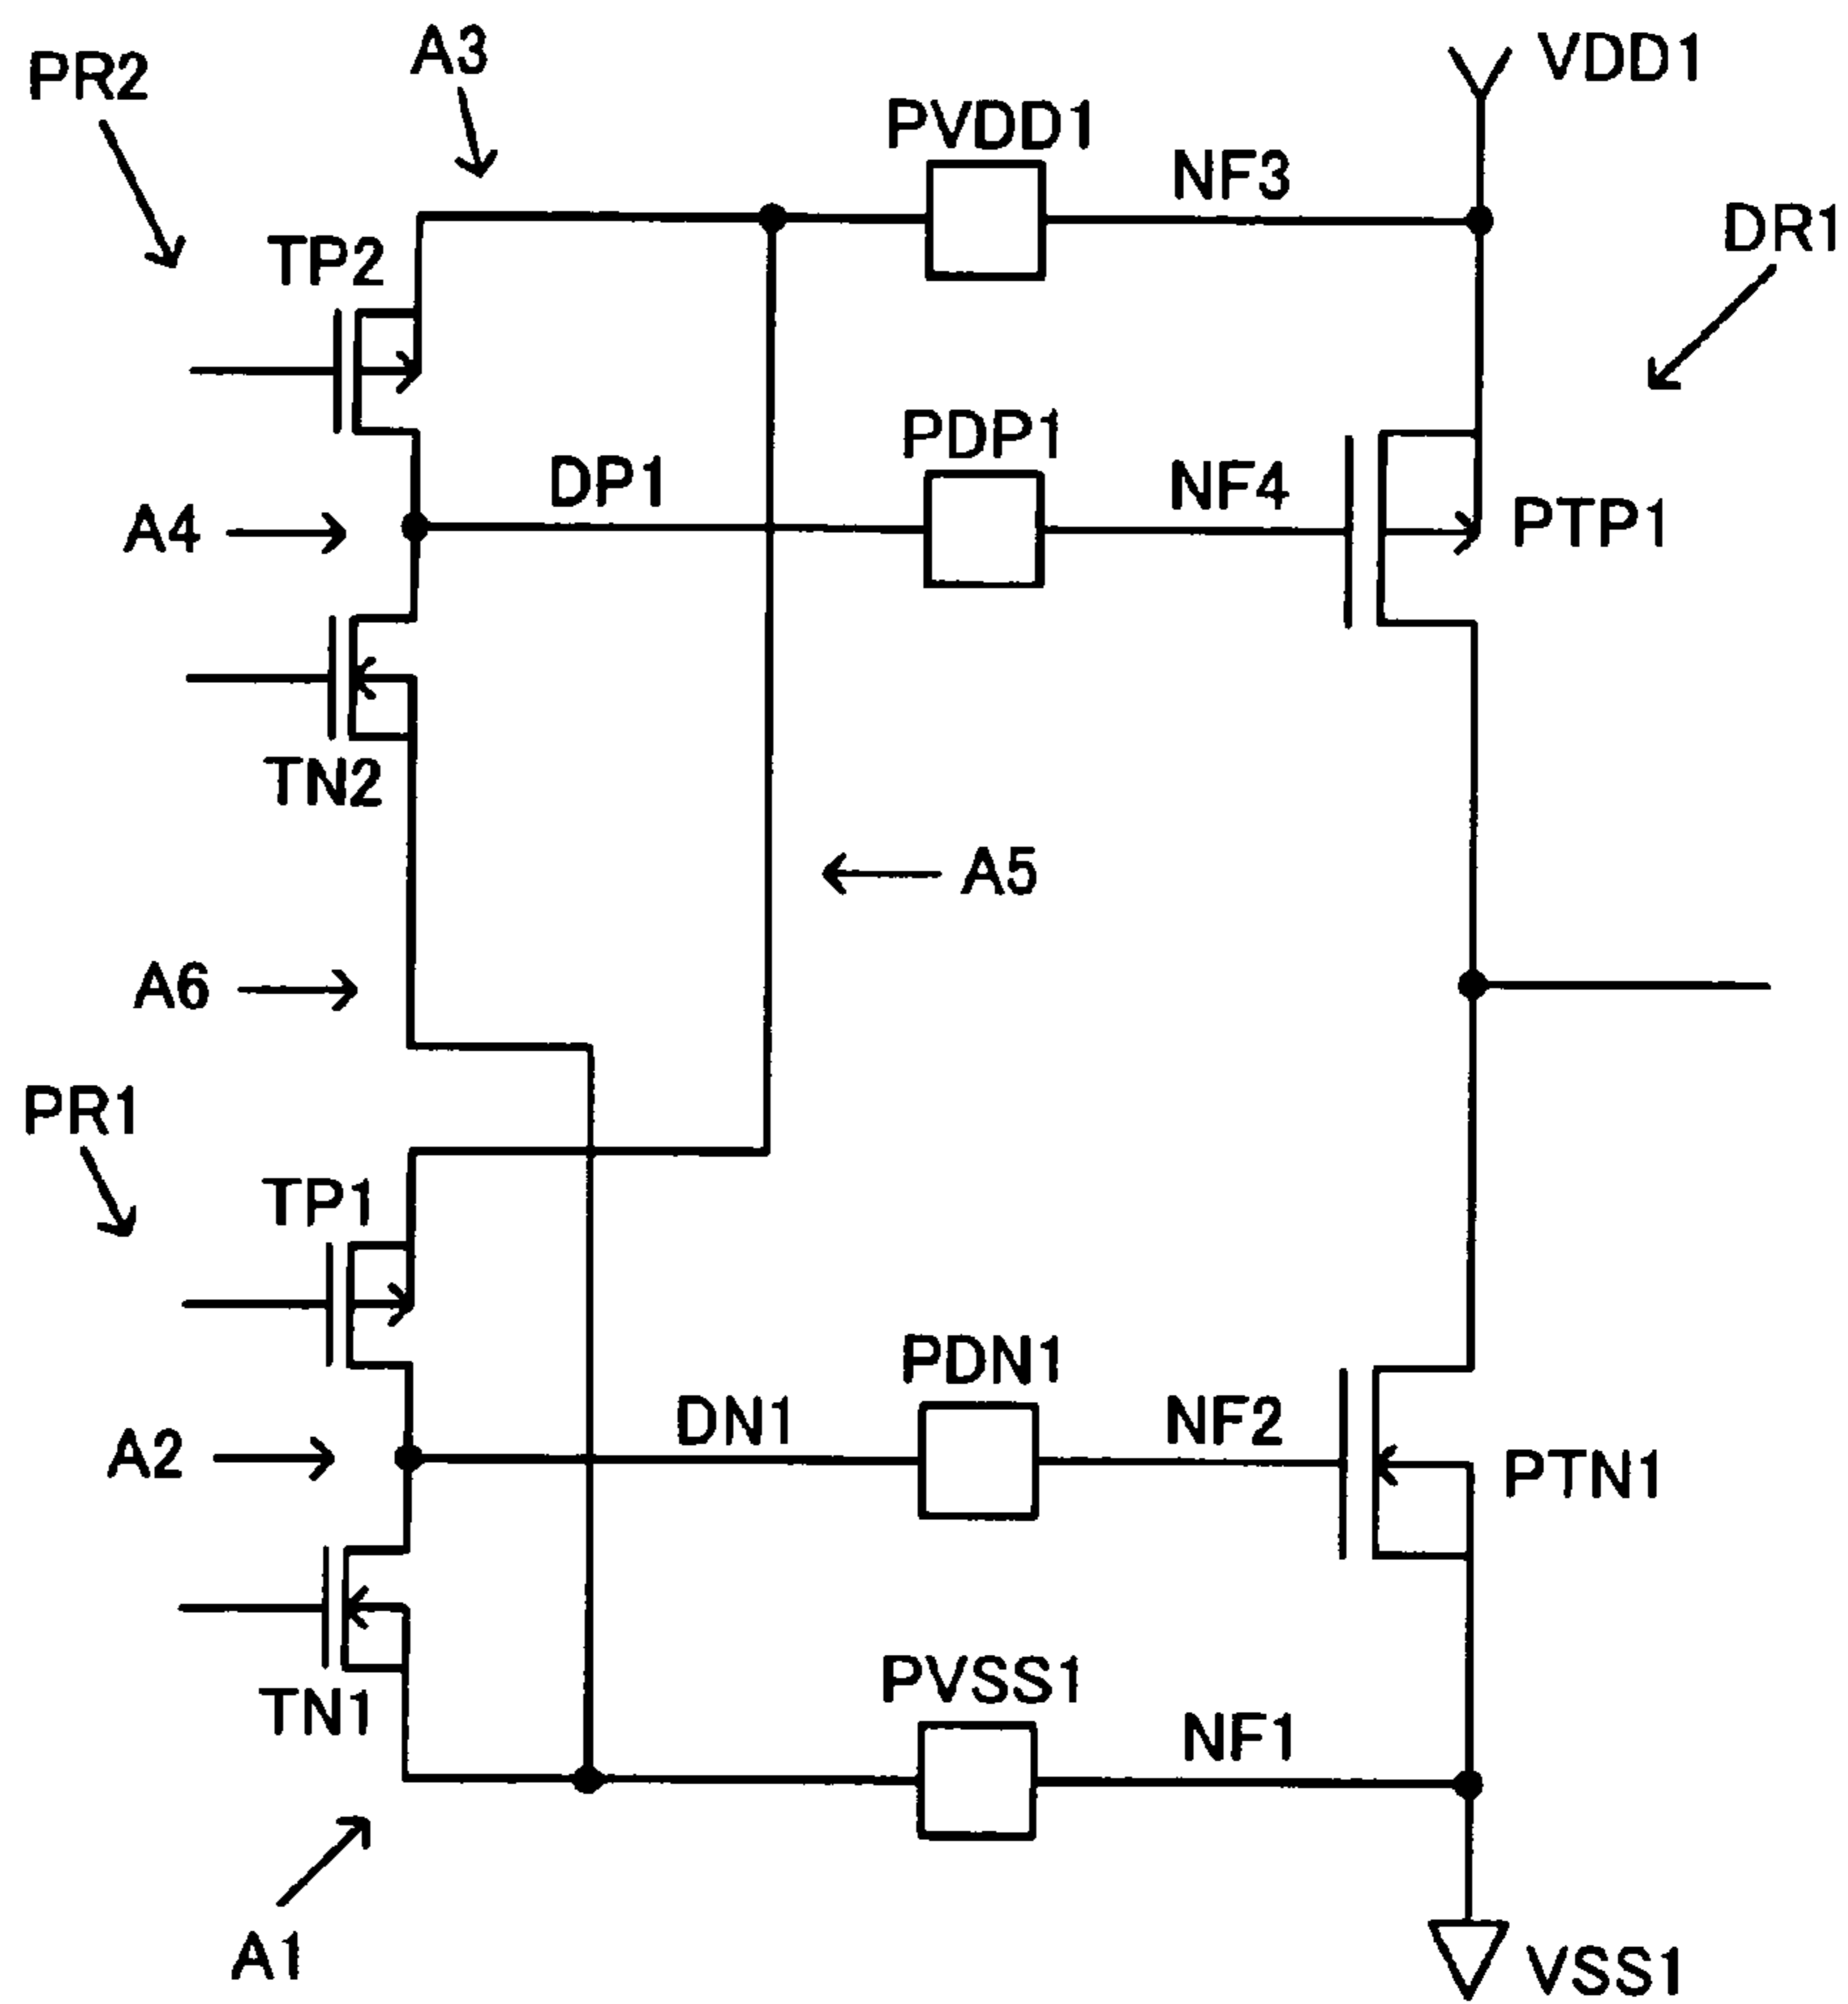 A3
VDD1
PR2
PVDD1
NF3
DR1
TP2
PDP1
DP1
NF4
PTP1
A4
TN2
A5
A6
PR1
TP1
PDN1
DN1
NF2
A2
PTN1
PVSS1
TN1
NF1
A1
VSS1